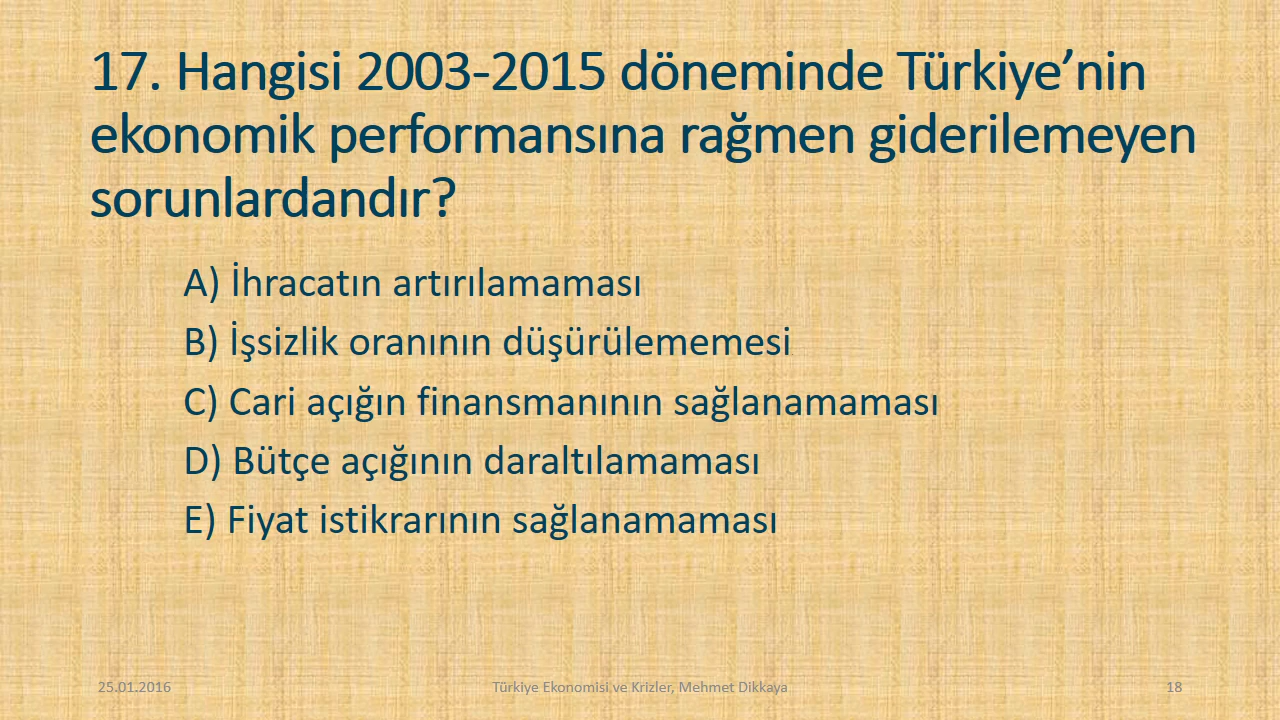 17. Hangisi 2003-2015 döneminde Türkiye’nin
ekonomik performansına rağmen giderilemeyen
sorunlardandır?
A) İhracatın artırılamaması
B) İşsizlik oranının düşürülememesi
C) Cari açığın finansmanının sağlanamaması
D) Bütçe açığının daraltılamaması
E) Fiyat istikrarının sağlanamaması
25.01.2016
Türkiye Ekonomisi ve Krizler, Mehmet Dikkaya
18